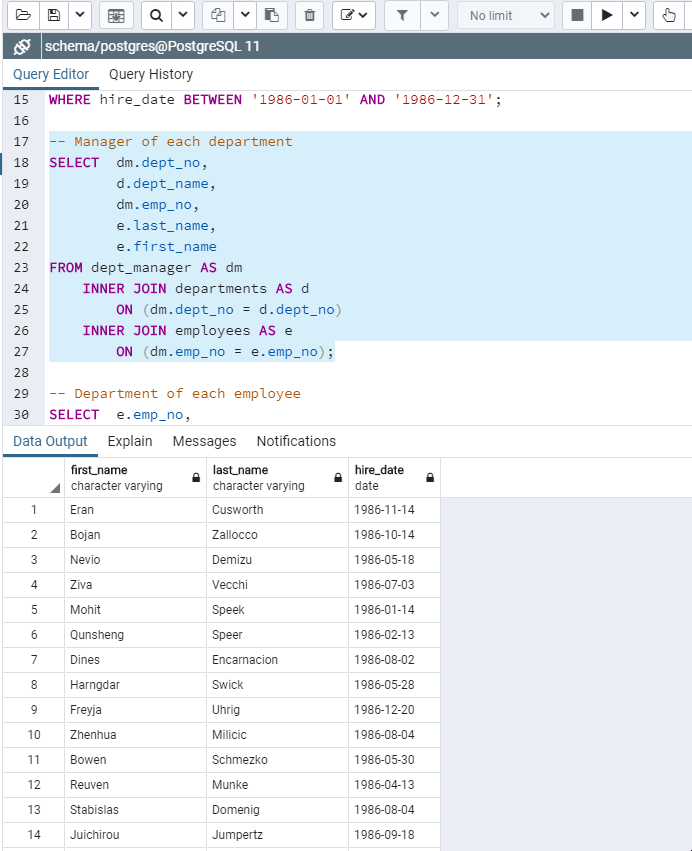 No limit
schema/postgres@PostgreSQL 11
Query Editor Query History
15 WHERE hire_date BETWEEN '1986-01-01' AND '1986-12-31';
16
17 -- Manager of each department
18 SELECT  dm.dept_no,
19         d.dept_name,
20         dm.emp_no,
21         e.last_name,
22         e.first_name
23 FROM dept_manager AS dm
24     INNER JOIN departments AS d
25         ON (dm.dept_no = d.dept_no)
26     INNER JOIN employees AS e
27         ON (dm.emp_no = e.emp_no);
28
29 -- Department of each employee
30 SELECT  e.emp_no,
Data Output Explain Messages Notifications
first_name last_name hire_date
character varying character varying date
1 Eran Cusworth 1986-11-14
2 Bojan Zallocco 1986-10-14
3 Nevio Demizu 1986-05-18
4 Ziva Vecchi 1986-07-03
5 Mohit Speek 1986-01-14
6 Qunsheng Speer 1986-02-13
7 Dines Encarnacion 1986-08-02
8 Harngdar Swick 1986-05-28
9 Freyja Uhrig 1986-12-20
10 Zhenhua Milicic 1986-08-04
11 Bowen Schmezko 1986-05-30
12 Reuven Munke 1986-04-13
13 Stabislas Domenig 1986-08-04
14 Juichirou Jumpertz 1986-09-18